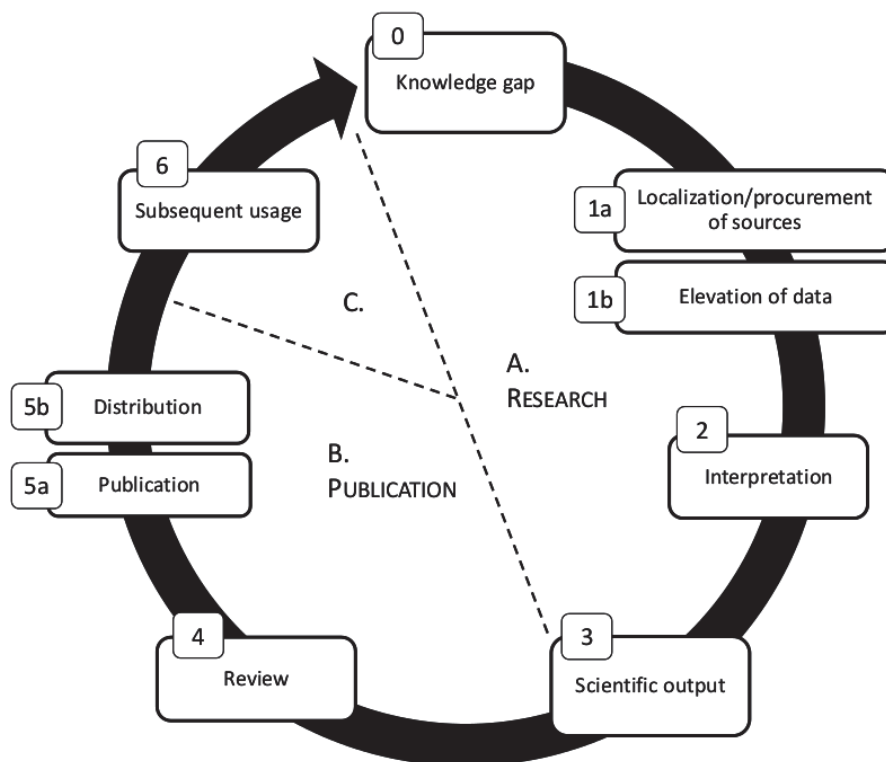 0
Knowledge gap
1a
Localization/procurement
of sources
1b
Elevation of data
2
Interpretation
3
Scientific output
4
Review
5a
Publication
5b
Distribution
6
Subsequent usage
A.
RESEARCH
B.
PUBLICATION
C.